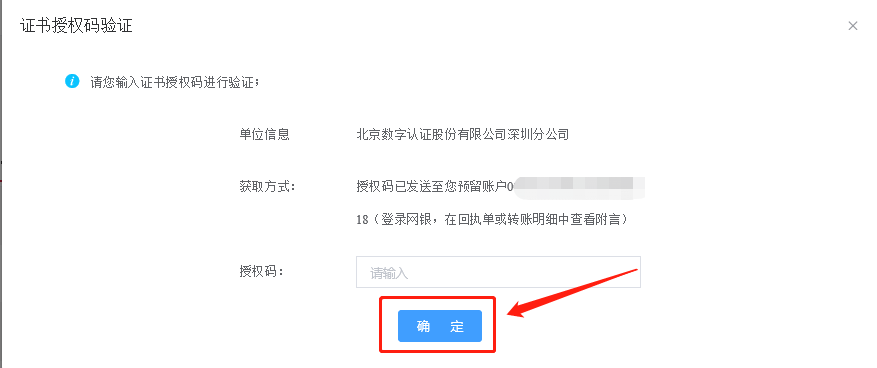 证书授权码验证
请您输入证书授权码进行验证；
单位信息 北京数字认证股份有限公司深圳分公司
获取方式： 授权码已发送至您预留账户0
18（登录网银，在回执单或转账明细中查看附言）
授权码： 请输入
确 定